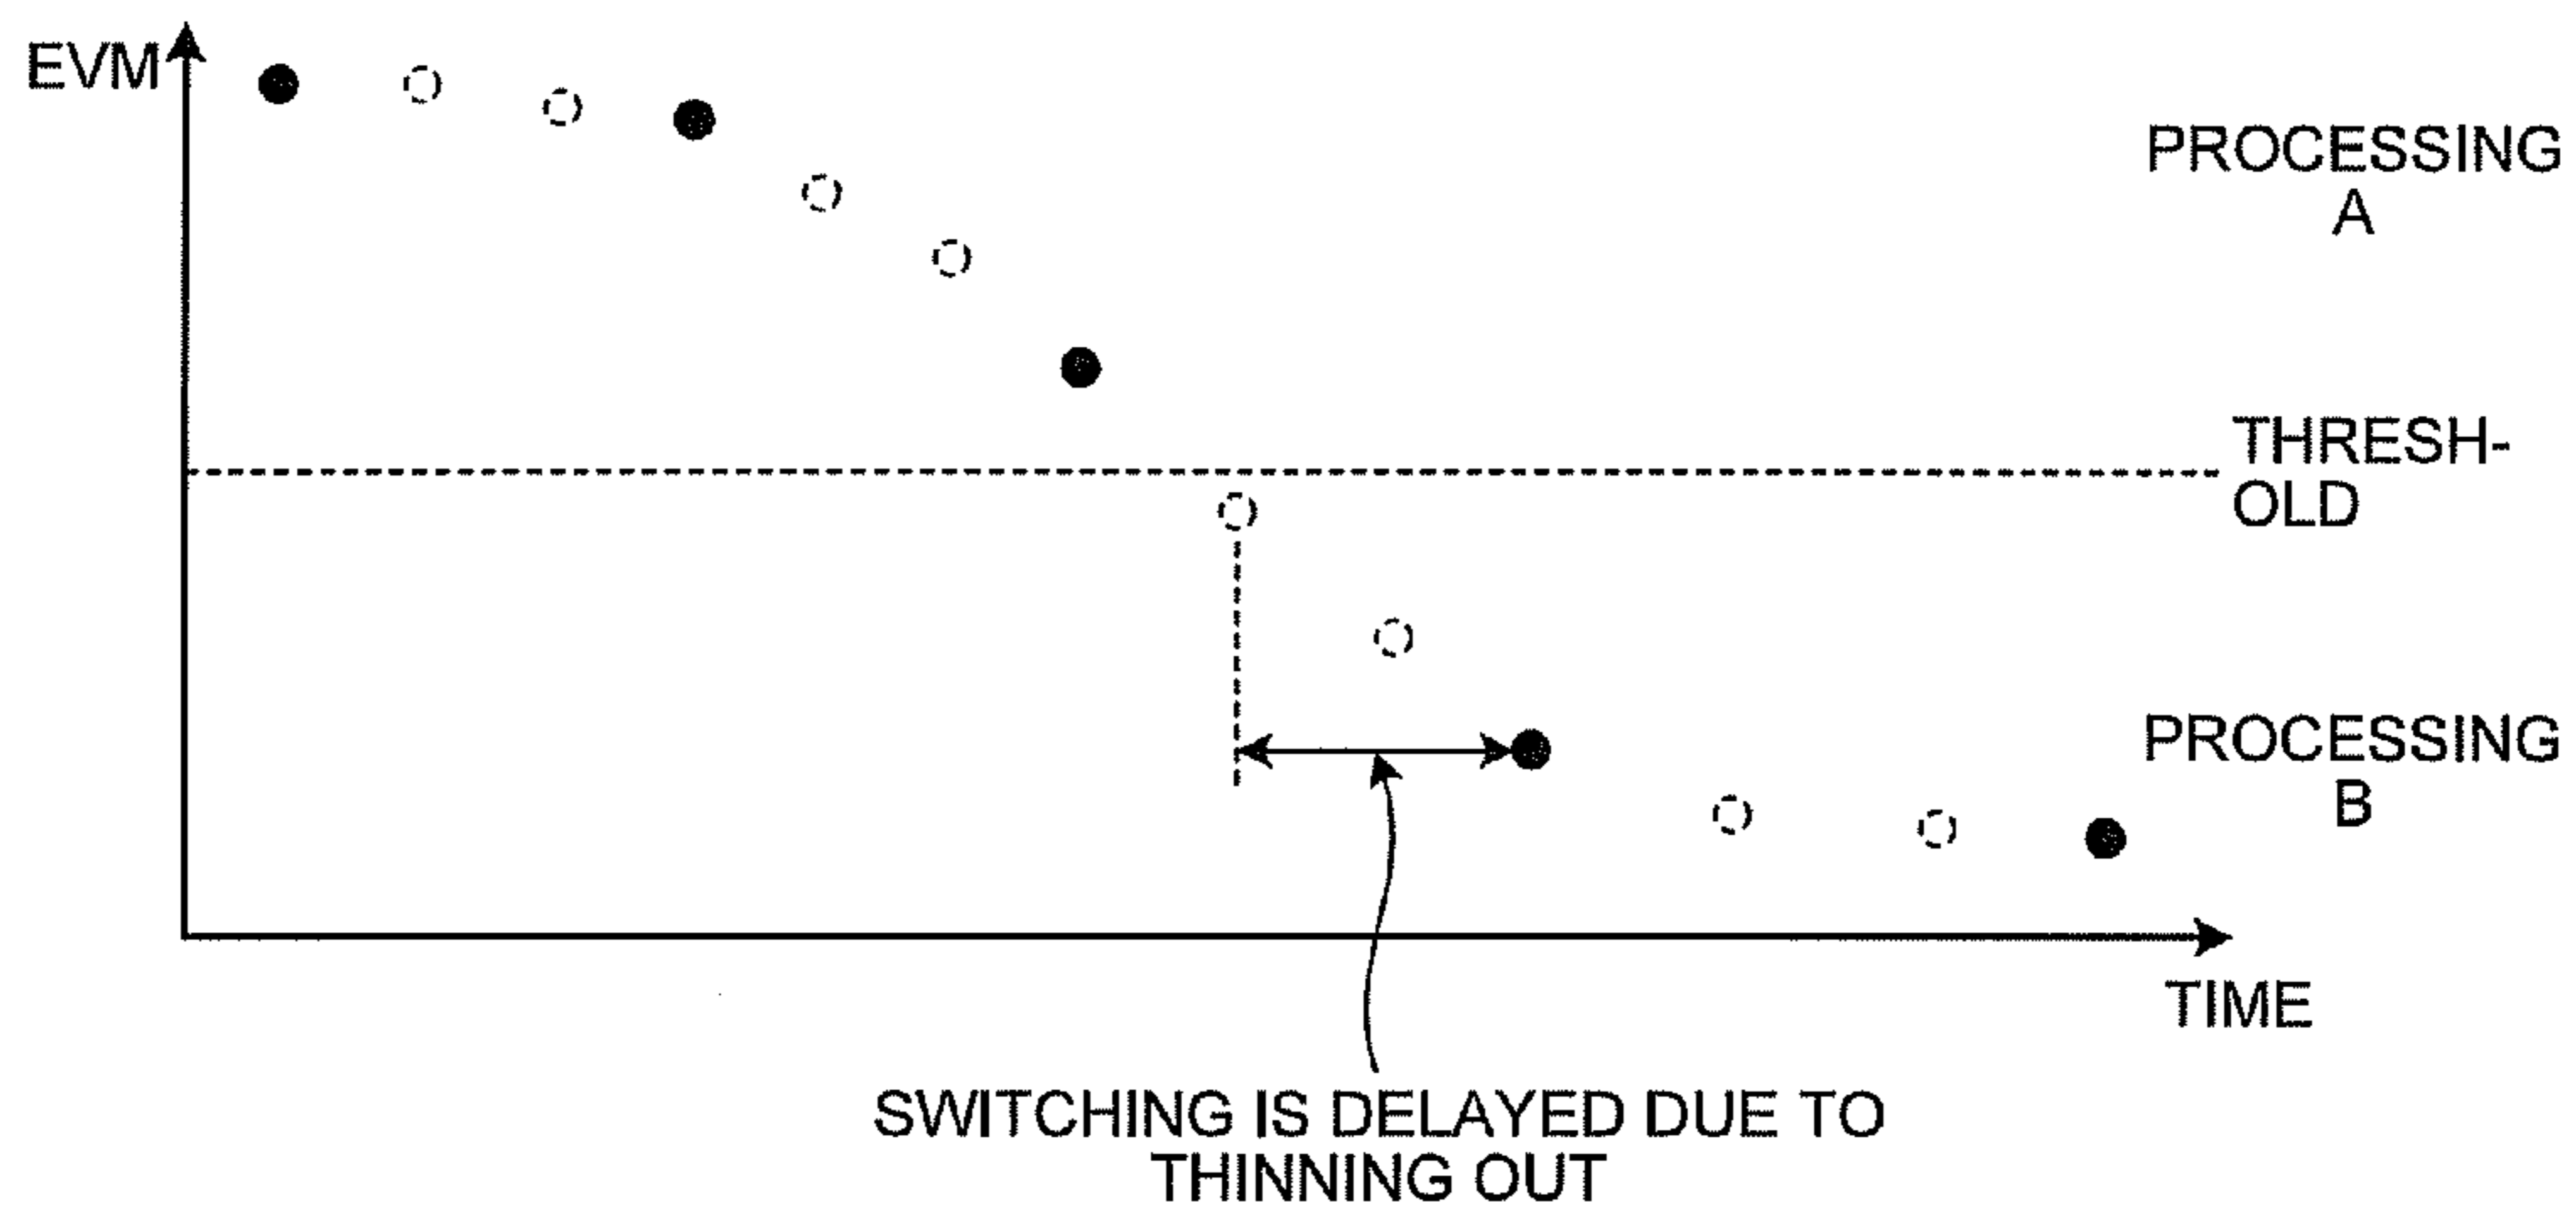 EVM
PROCESSING
A
THRESH-
OLD
PROCESSING
B
TIME
SWITCHING IS DELAYED DUE TO
THINNING OUT